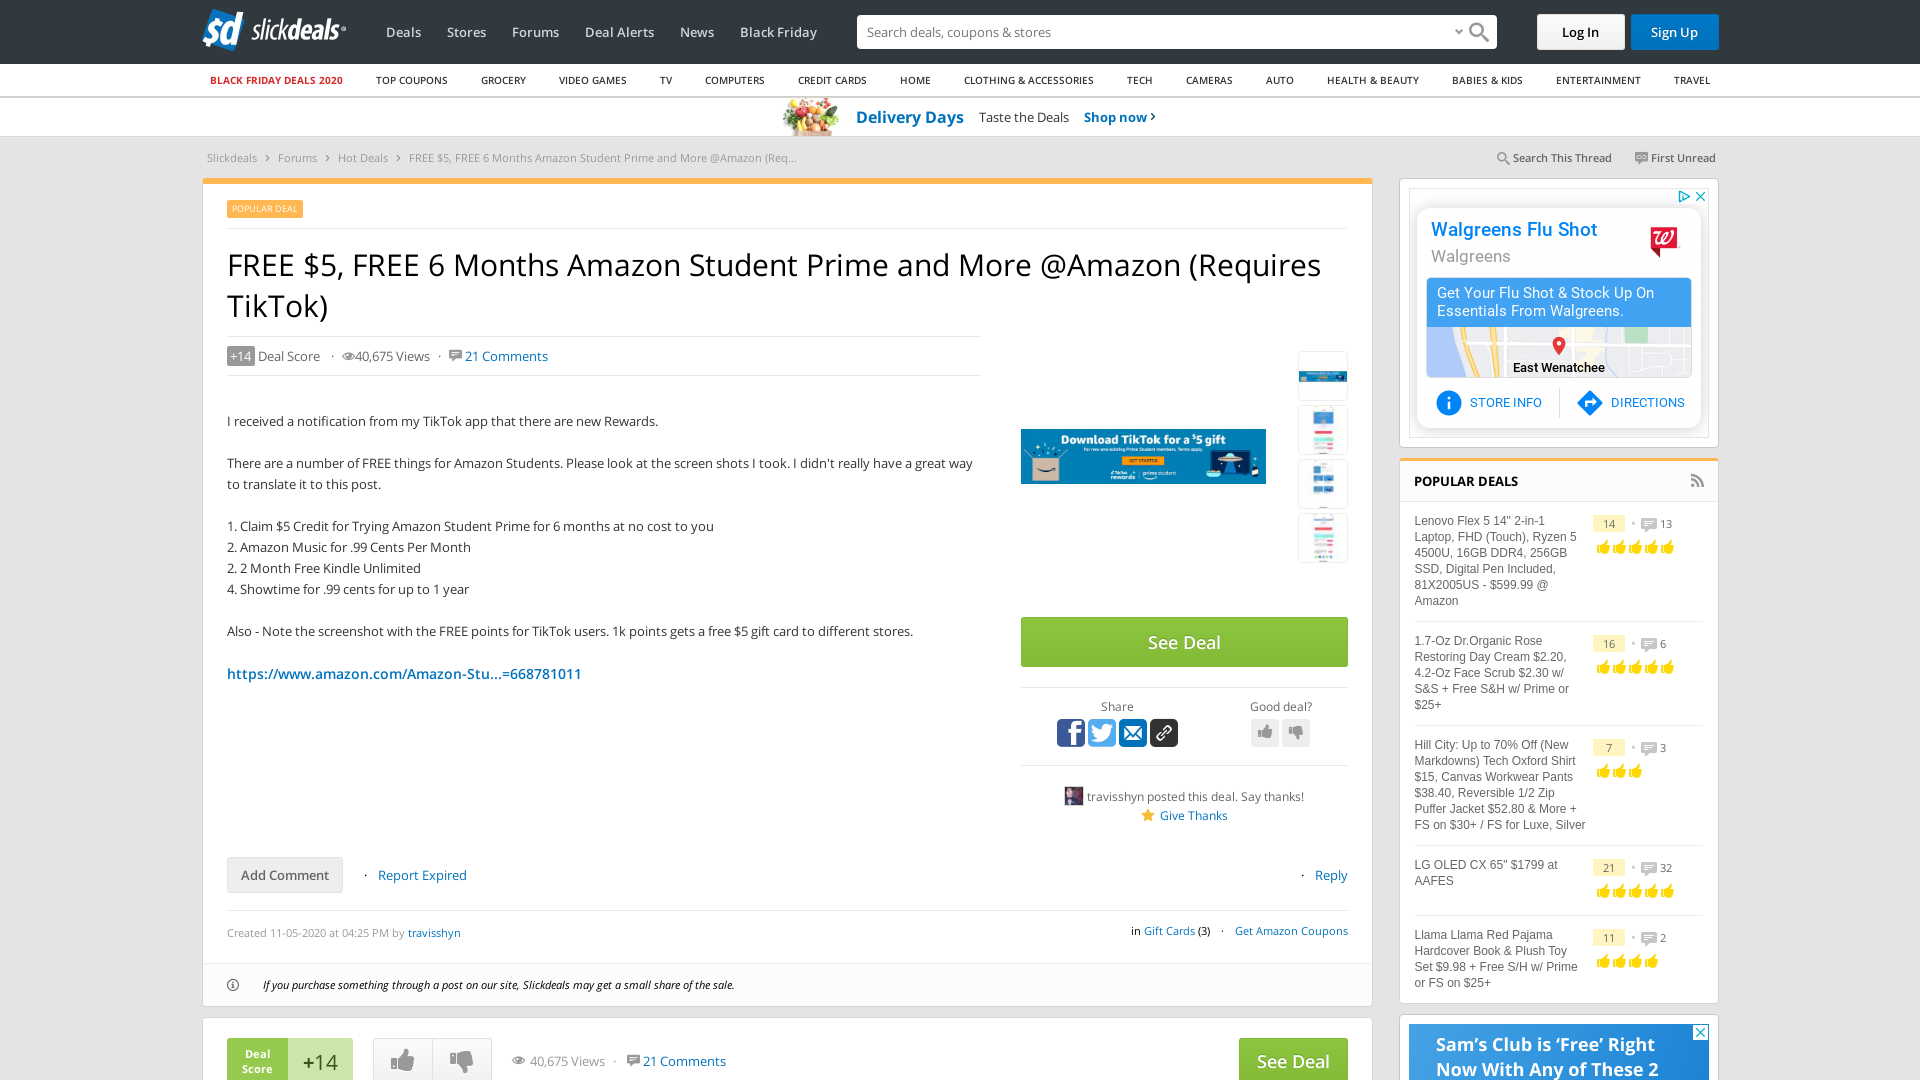 slickdeals
Deals
Stores
Forums
Deal Alerts
News
Black Friday
Search deals, coupons & shopping
Log In
Sign Up
BLACK FRIDAY DEALS 2020
TOP COUPONS
GROCERY
VIDEO GAMES
TV
COMPUTERS
CREDIT CARDS
HOME
CLOTHING & ACCESSORIES
TECH
CAMERAS
AUTO
HEALTH & BEAUTY
BABIES & KIDS
ENTERTAINMENT
TRAVEL
Delivery Days Taste the Deals Shop now
Slickdeals > Forums > Hot Deals > FREE $5, FREE 6 Months Amazon Student Prime and More @Amazon (Req...
Search This Thread
First Unread
POPULAR DEAL
FREE $5, FREE 6 Months Amazon Student Prime and More @Amazon (Requires
TikTok)
+14 Deal Score · 40,675 Views · 21 Comments
I received a notification from my TikTok app that there are new Rewards.
There are a number of FREE things for Amazon Students. Please look at the screen shots I took. I didn't really have a great way
to translate it to this post.
1. Claim $5 Credit for Trying Amazon Student Prime for 6 months at no cost to you
2. Amazon Music for .99 Cents Per Month
2. 2 Month Free Kindle Unlimited
4. Showtime for .99 cents for up to 1 year
Also - Note the screenshot with the FREE points for TikTok users. 1k points gets a free $5 gift card to different stores.
https://www.amazon.com/Amazon-Stu...=668781011
Download TikTok for a $5 gift
for new and existing Prime Student members. Terms apply.
GET STARTED
rewards
prime student
See Deal
Share
Good deal?
travisshyn posted this deal. Say thanks!
Give Thanks
Add Comment · Report Expired
· Reply
Created 11-05-2020 at 04:25 PM by travisshyn
in Gift Cards (3) · Get Amazon Coupons
If you purchase something through a post on our site, Slickdeals may get a small share of the sale.
Deal
Score
+14
40,675 Views · 21 Comments
See Deal
Walgreens Flu Shot
Walgreens
Get Your Flu Shot & Stock Up On
Essentials From Walgreens.
East Wenatchee
STORE INFO
DIRECTIONS
POPULAR DEALS
Lenovo Flex 5 14" 2-in-1
Laptop, FHD (Touch), Ryzen 5
4500U, 16GB DDR4, 256GB
SSD, Digital Pen Included,
81X2005US - $599.99 @
Amazon
14 · 13
1.7-Oz Dr.Organic Rose
Restoring Day Cream $2.20,
4.2-Oz Face Scrub $2.30 w/
S&S + Free S&H w/ Prime or
$25+
16 · 6
Hill City: Up to 70% Off (New
Markdowns) Tech Oxford Shirt
$15, Canvas Workwear Pants
$38.40, Reversible 1/2 Zip
Puffer Jacket $52.80 & More +
FS on $30+ / FS for Luxe, Silver
7 · 3
LG OLED CX 65" $1799 at
AAFES
21 · 32
Llama Llama Red Pajama
Hardcover Book & Plush Toy
Set $9.98 + Free S/H w/ Prime
or FS on $25+
11 · 2
Sam's Club is 'Free' Right
Now With Any of These 2